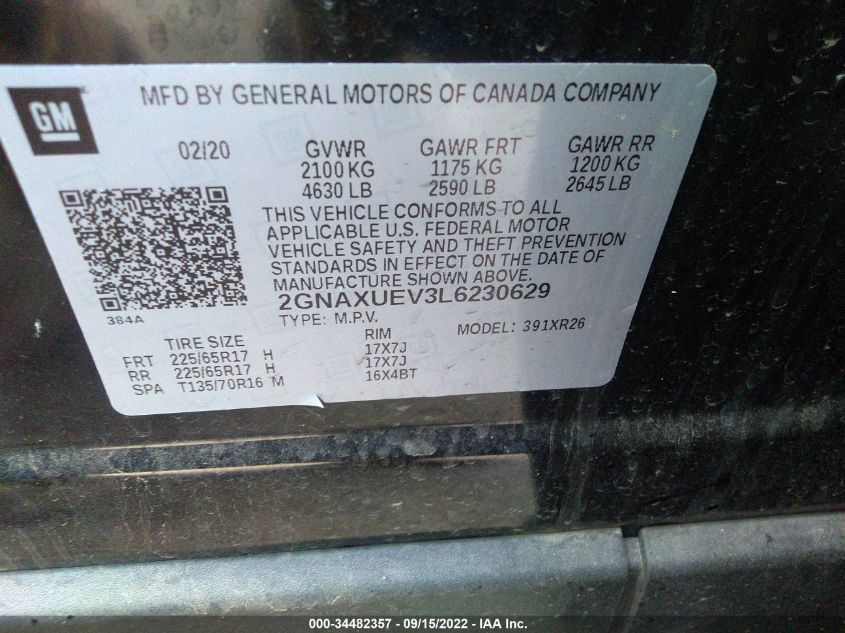 GM
MFD BY GENERAL MOTORS OF CANADA COMPANY
02/20 GVWR GAWR FRT GAWR RR
2100 KG 1175 KG 1200 KG
4630 LB 2590 LB 2645 LB
THIS VEHICLE CONFORMS TO ALL
APPLICABLE U.S. FEDERAL MOTOR
VEHICLE SAFETY AND THEFT PREVENTION
STANDARDS IN EFFECT ON THE DATE OF
MANUFACTURE SHOWN ABOVE.
2GNAXUEV3L6230629
384A
TYPE: M.P.V. MODEL: 391XR26
TIRE SIZE RIM
FRT 225/65R17 H 17X7J
RR 225/65R17 H 17X7J
SPA T135/70R16 M 16X4BT
000-34482357 - 09/15/2022 - IAA Inc.